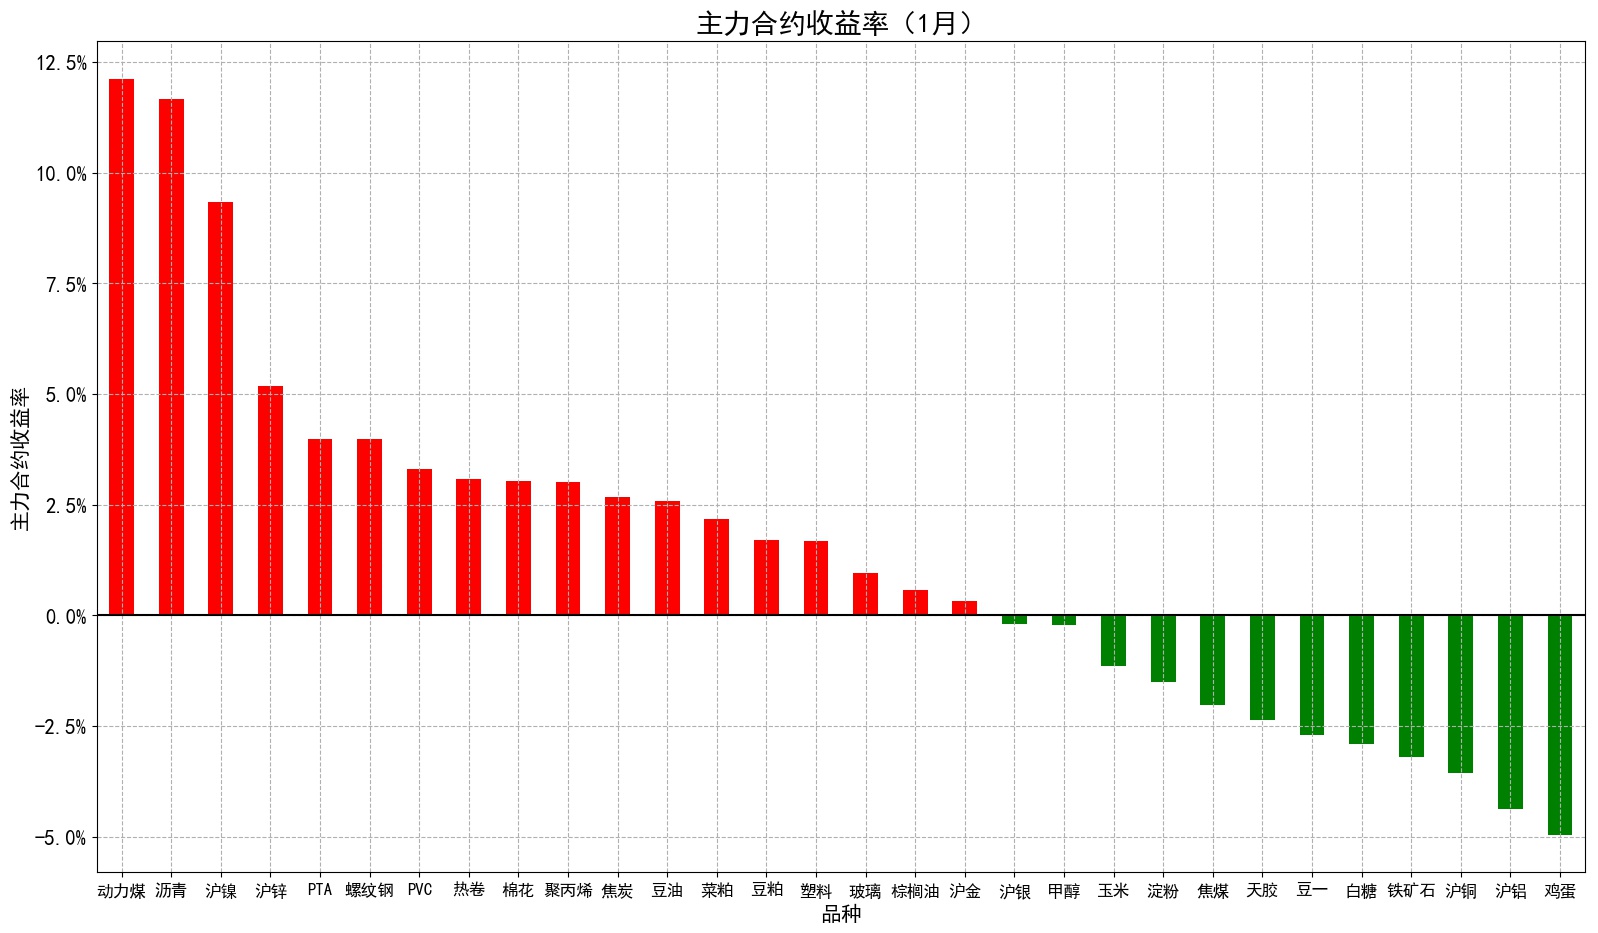 主力合约收益率（1月）
主力合约收益率
12.5%
10.0%
7.5%
5.0%
2.5%
0.0%
−2.5%
−5.0%
动力煤 沥青 沪镍 沪锌 PTA 螺纹钢 PVC 热卷 棉花 聚丙烯 焦炭 豆油 菜粕 豆粕 塑料 玻璃 棕榈油 沪金 沪银 甲醇 玉米 淀粉 焦煤 天胶 豆一 白糖 铁矿石 沪铜 沪铝 鸡蛋
品种